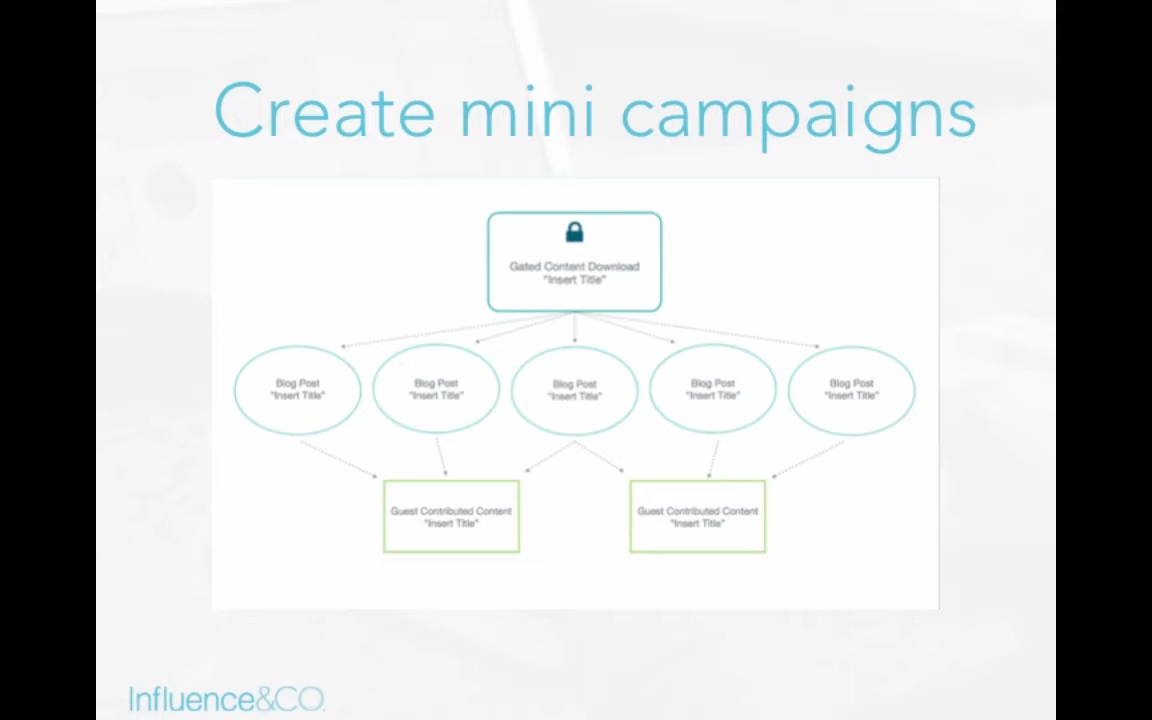 Create mini campaigns
Gated Content Download
"Insert Title"
Blog Post
"Insert Title"
Blog Post
"Insert Title"
Blog Post
"Insert Title"
Blog Post
"Insert Title"
Blog Post
"Insert Title"
Guest Contributed Content
"Insert Title"
Guest Contributed Content
"Insert Title"
Influence&CO.